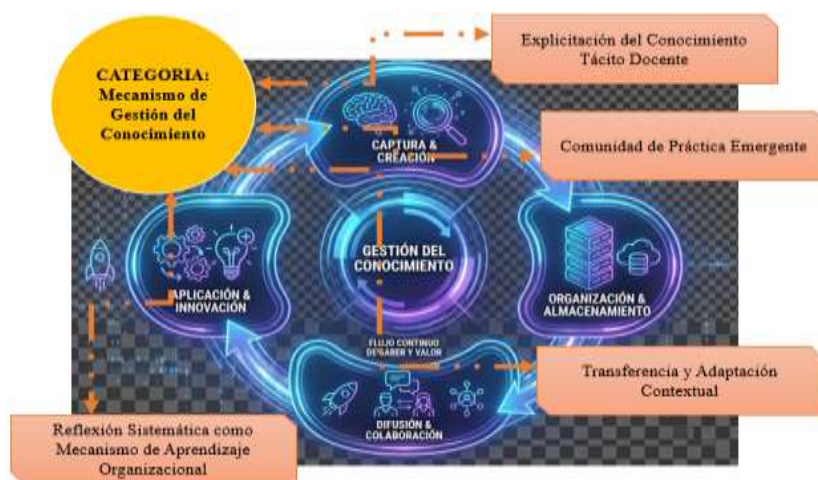 Explicitación del Conocimiento
Tácito Docente
CATEGORIA:
Mecanismo de
Gestión del
Conocimiento
CAPTURA &
CREACIÓN
Comunidad de Práctica Emergente
GESTIÓN DEL
CONOCIMIENTO
APLICACIÓN &
INNOVACIÓN
ORGANIZACIÓN &
ALMACENAMIENTO
FLUJO CONTINUO
DE SABER Y VALOR
Transferencia y Adaptación
Contextual
DIFUSIÓN &
COLABORACIÓN
Reflexión Sistemática como
Mecanismo de Aprendizaje
Organizacional